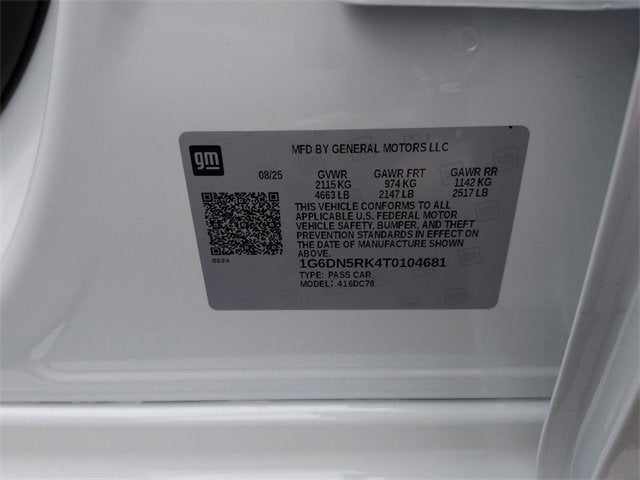 gm
MFD BY GENERAL MOTORS LLC
08/25 GVWR GAWR FRT GAWR RR
2115 KG 974 KG 1142 KG
4663 LB 2147 LB 2517 LB
THIS VEHICLE CONFORMS TO ALL
APPLICABLE U.S. FEDERAL MOTOR
VEHICLE SAFETY, BUMPER, AND THEFT
PREVENTION STANDARDS IN EFFECT ON
THE DATE OF MANUFACTURE SHOWN
ABOVE.
8624
1G6DN5RK4T0104681
TYPE: PASS CAR
MODEL: 416DC79